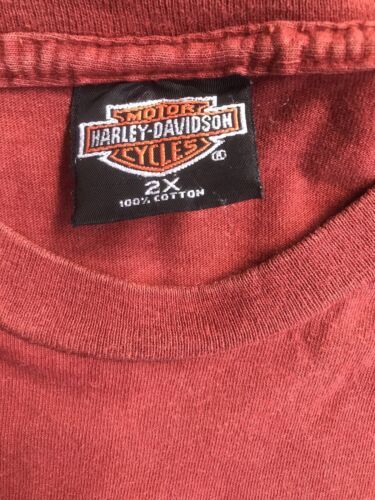 MOTOR
HARLEY-DAVIDSON
CYCLES
®
2X
100% COTTON